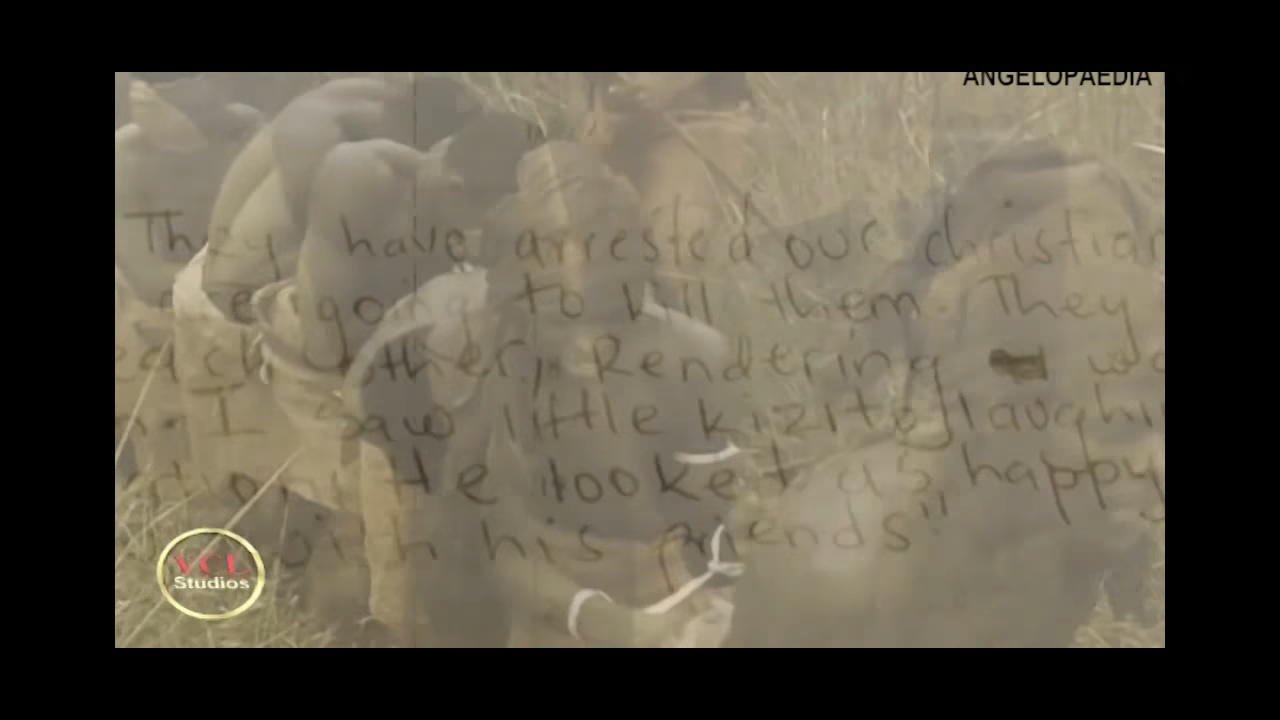 ANGELOPAEDIA
They have arrested our christian
going to kill them. They
each other, Rendering
I saw little kizito laughi
He looked as happy
with his friends"
VCL
Studios